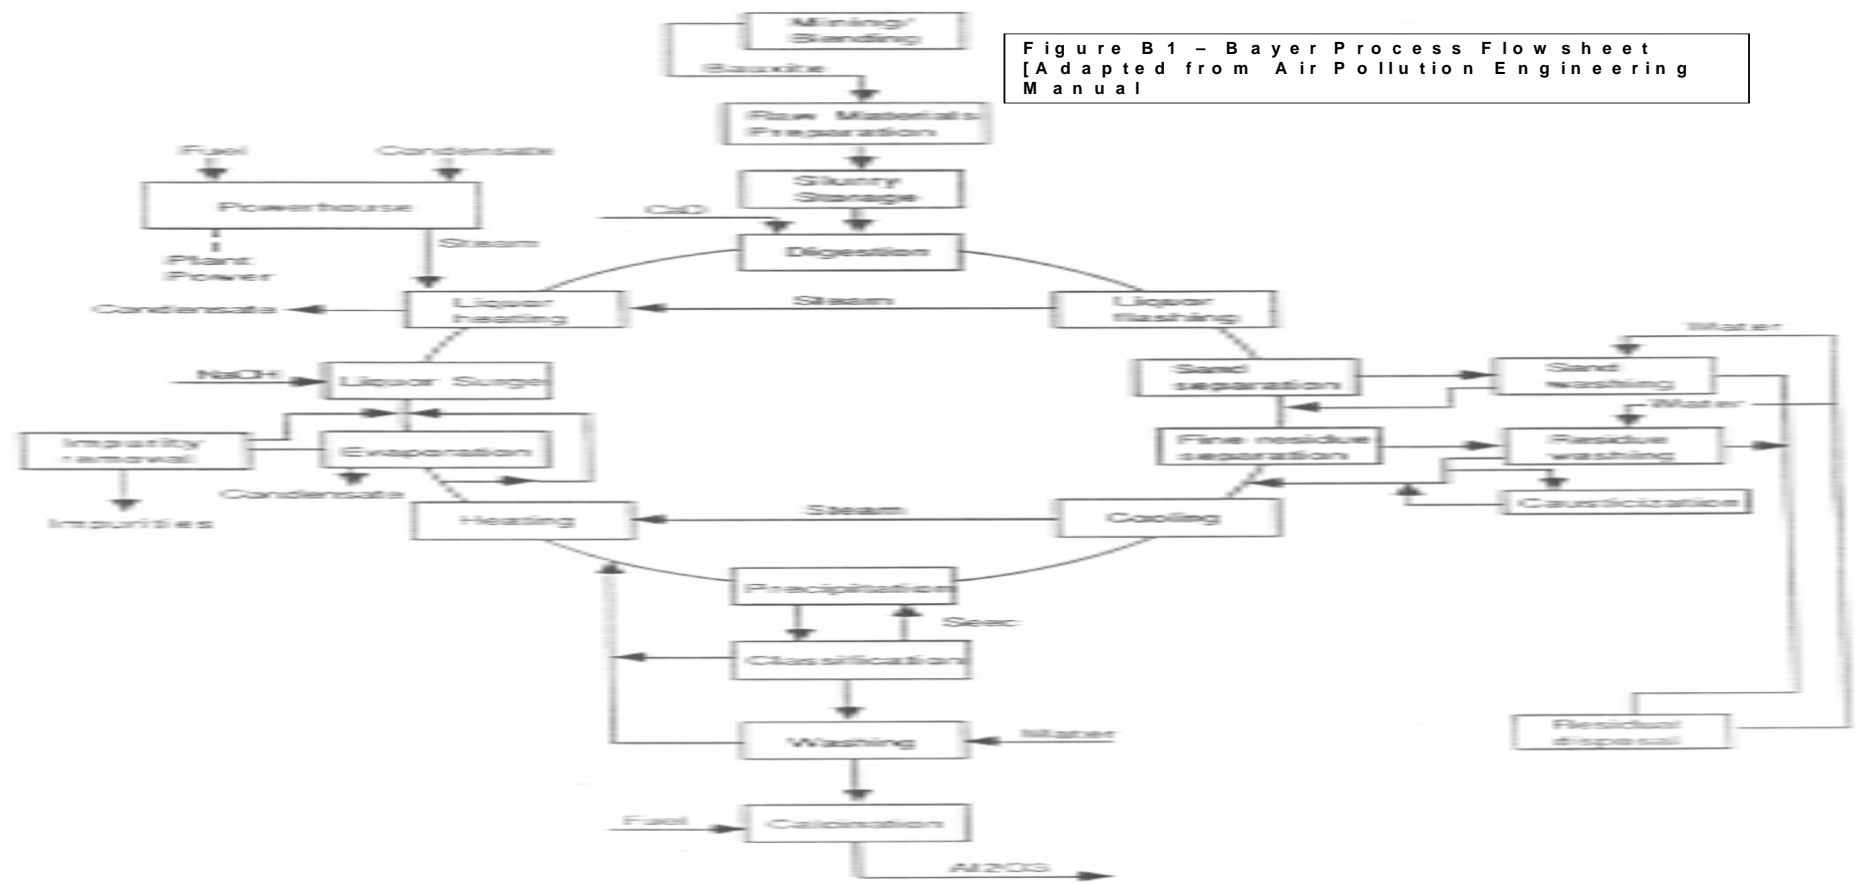 Mining/
Blending
Figure B1 – Bayer Process Flowsheet
[Adapted from Air Pollution Engineering
Manual
Bauxite
Raw Materials
Preparation
Fuel
Condensate
Slurry
Storage
Powerhouse
CaO
Steam
Digestion
Plant
Power
Condensate
Liquor
heating
Steam
Liquor
flashing
Water
NaOH
Liquor Surge
Sand
separation
Sand
washing
Water
Impurity
removal
Evaporation
Fine residue
separation
Residue
washing
Condensate
Causticization
Impurities
Heating
Steam
Cooling
Precipitation
Classification
Washing
Water
Residual
disposal
Fuel
Calcination
Al2O3